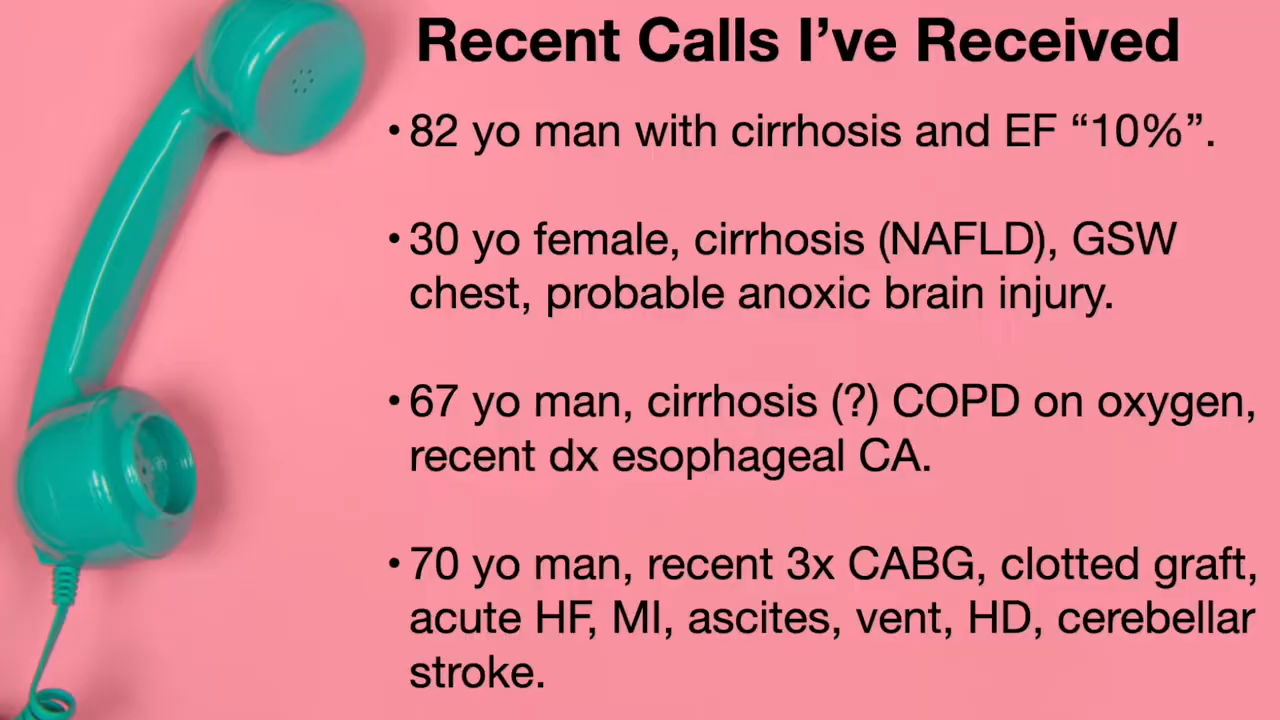 Recent Calls I’ve Received
• 82 yo man with cirrhosis and EF “10%”.
• 30 yo female, cirrhosis (NAFLD), GSW
chest, probable anoxic brain injury.
• 67 yo man, cirrhosis (?) COPD on oxygen,
recent dx esophageal CA.
• 70 yo man, recent 3x CABG, clotted graft,
acute HF, MI, ascites, vent, HD, cerebellar
stroke.